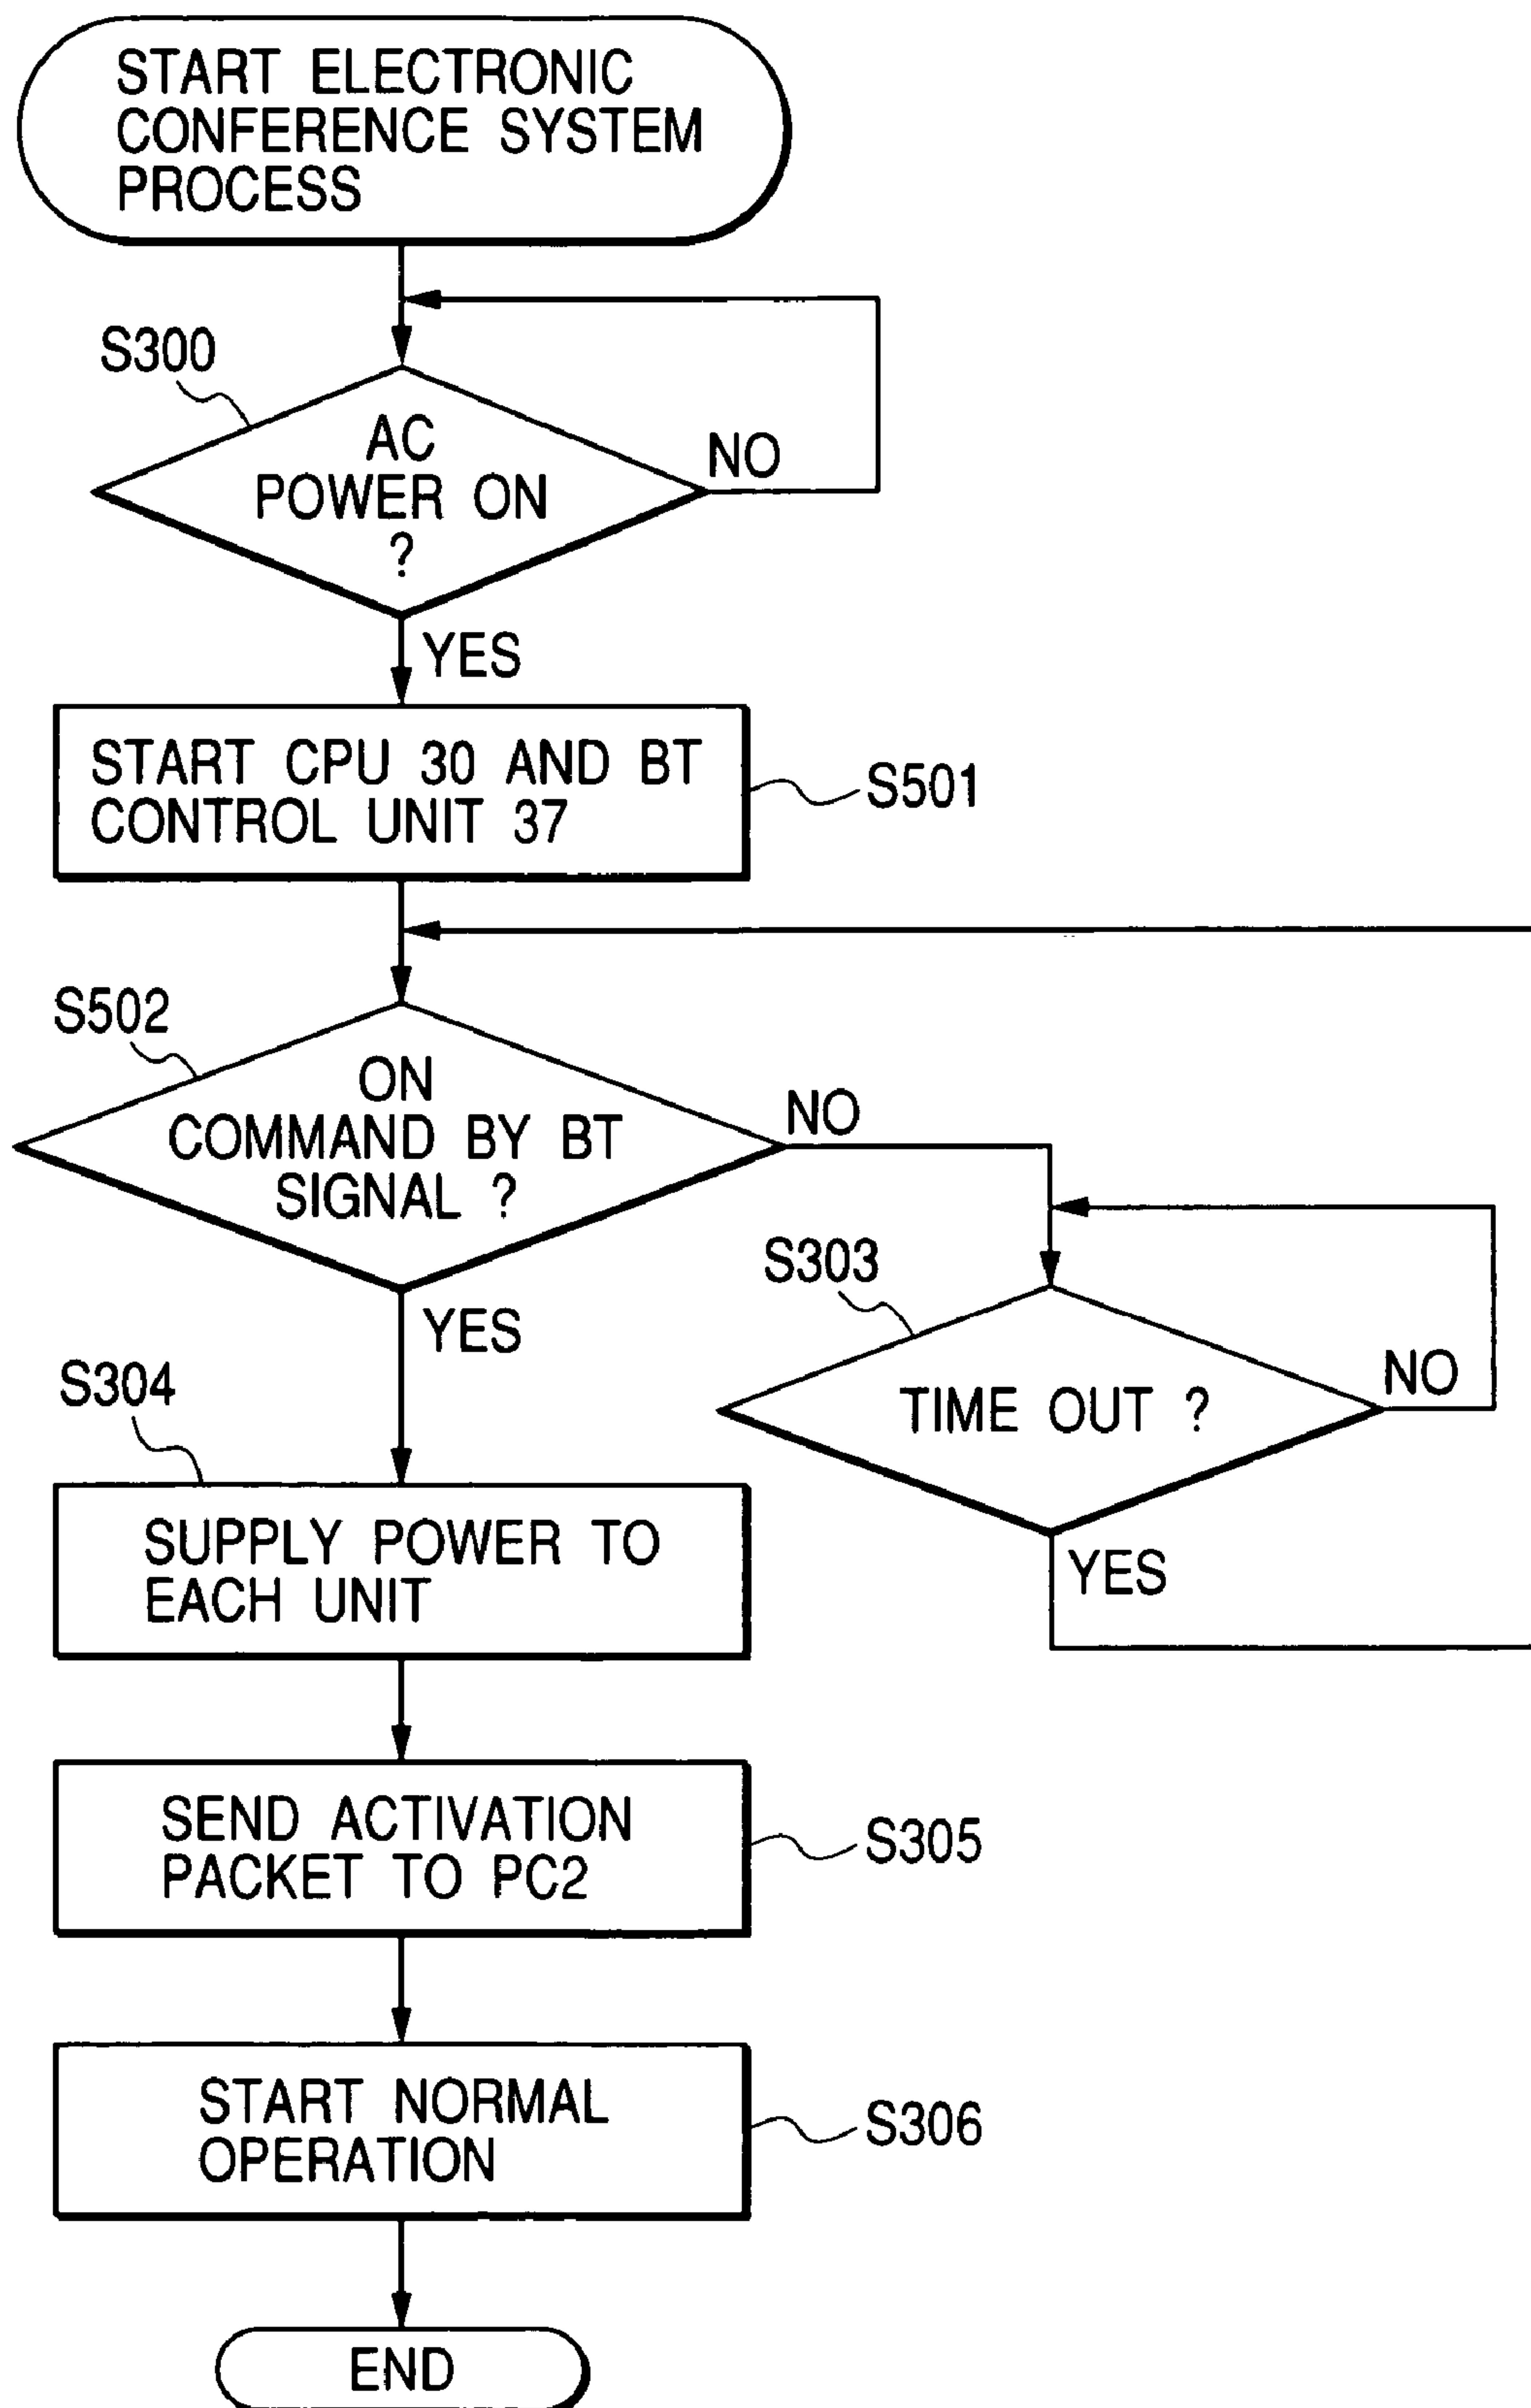 START ELECTRONIC
CONFERENCE SYSTEM
PROCESS
S300
AC
POWER ON
?
NO
YES
START CPU 30 AND BT
CONTROL UNIT 37
S501
S502
ON
COMMAND BY BT
SIGNAL ?
NO
YES
S303
TIME OUT ?
NO
YES
S304
SUPPLY POWER TO
EACH UNIT
SEND ACTIVATION
PACKET TO PC2
S305
START NORMAL
OPERATION
S306
END